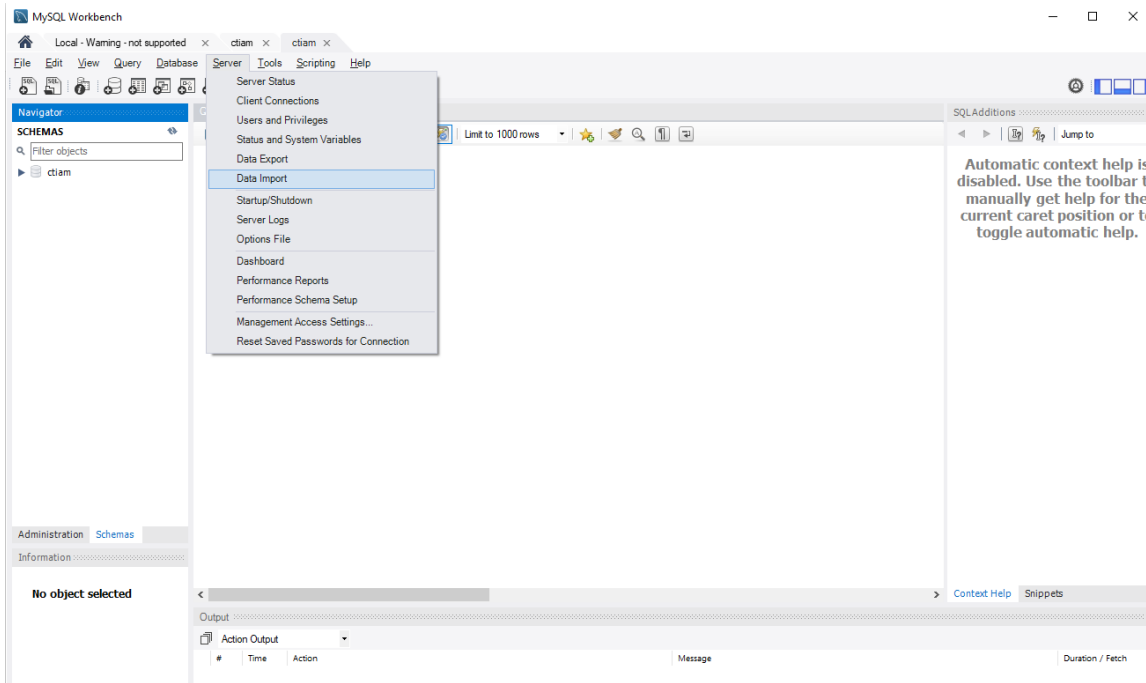 MySQL Workbench
Local - Warning - not supported × ctiam × ctiam ×
File Edit View Query Database Server Tools Scripting Help
Navigator
SCHEMAS
Filter objects
ctiam
Server Status
Client Connections
Users and Privileges
Status and System Variables
Data Export
Data Import
Startup/Shutdown
Server Logs
Options File
Dashboard
Performance Reports
Performance Schema Setup
Management Access Settings...
Reset Saved Passwords for Connection
Limit to 1000 rows
SQLAdditions
Jump to
Automatic context help is
disabled. Use the toolbar t
manually get help for the
current caret position or t
toggle automatic help.
Administration Schemas
Information
No object selected
Context Help Snippets
Output
Action Output
# Time Action Message Duration / Fetch